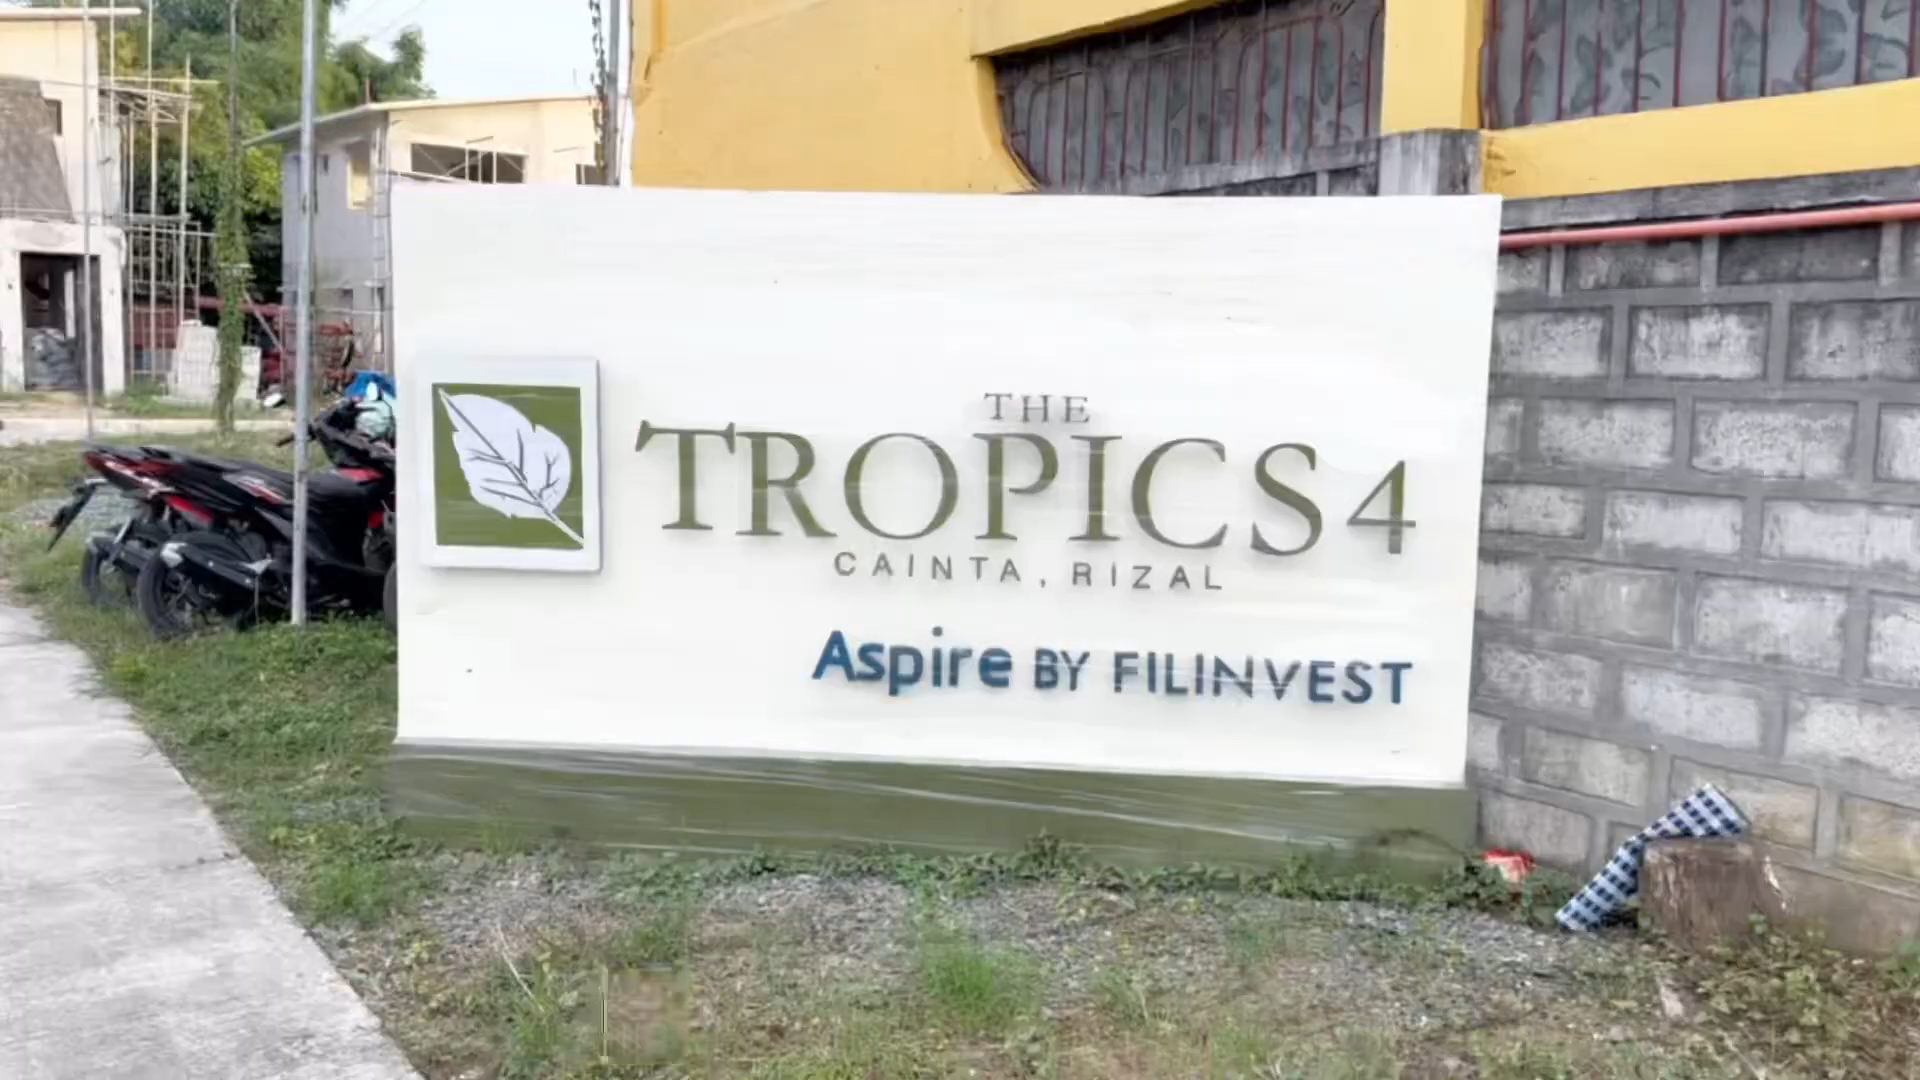 THE
TROPICS 4
CAINTA, RIZAL
Aspire BY FILINVEST